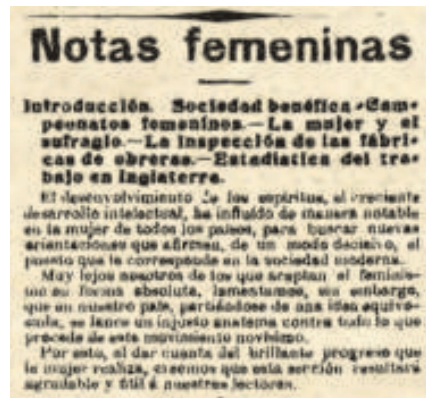 Notas femeninas
Introducción. Sociedad benéfica.-Cam-
peonatos femeninos.—La mujer y el
sufragio.—La inspección de las fábri-
cas de obreras.—Estadística del tra-
bajo en Inglaterra.
El desenvolvimiento de los espíritus, el creciente
desarrollo intelectual, ha influído de manera notable
en la mujer de todos los países, para buscar nuevas
orientaciones que afirmen, de un modo decisivo, el
puesto que le corresponde en la sociedad moderna.
Muy lejos nosotros de los que aceptan el feminis-
mo en forma absoluta, lamentamos, sin embargo,
que en nuestro país, partiéndose de una idea equivo-
cada, se lance un injusto anatema contra todo lo que
procede de este movimiento novísimo.
Por esto, al dar cuenta del brillante progreso que
la mujer realiza, creemos que esta sección resultará
agradable y útil á nuestras lectoras.